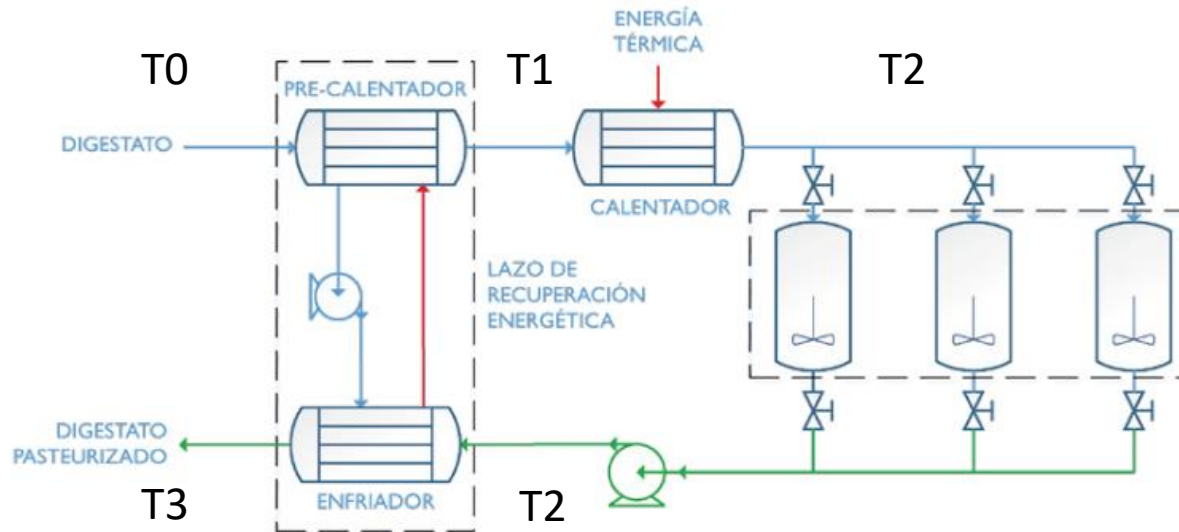 ENERGÍA
TÉRMICA
T0
T1
T2
PRE-CALENTADOR
DIGESTATO
CALENTADOR
LAZO DE
RECUPERACIÓN
ENERGÉTICA
DIGESTATO
PASTEURIZADO
ENFRIADOR
T3
T2